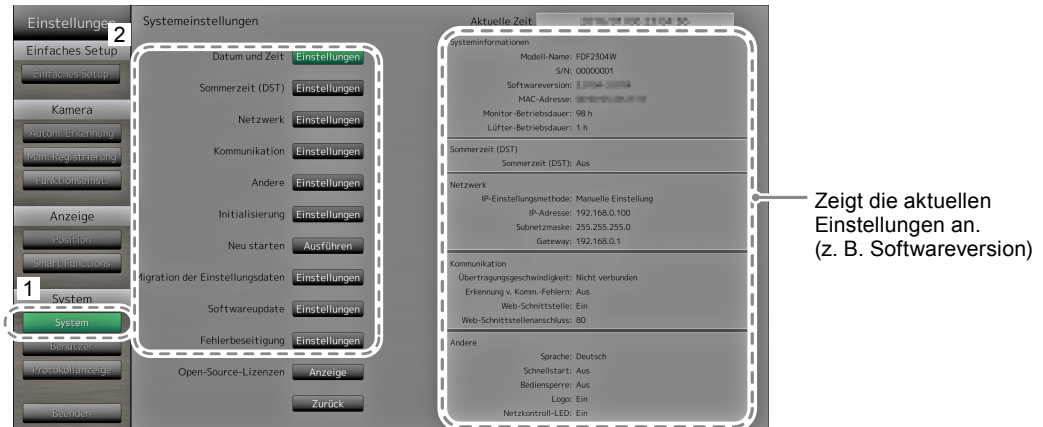 Einstellungen
2
Einfaches Setup
Einfaches Setup
Kamera
Autom. Erkennung
Man. Registrierung
Funktionseinst.
Anzeige
Position
Smart Functions
1
System
System
Benutzer
Protokollanzeige
Beenden
Systemeinstellungen
Datum und Zeit Einstellungen
Sommerzeit (DST) Einstellungen
Netzwerk Einstellungen
Kommunikation Einstellungen
Andere Einstellungen
Initialisierung Einstellungen
Neu starten Ausführen
Migration der Einstellungsdaten Einstellungen
Softwareupdate Einstellungen
Fehlerbeseitigung Einstellungen
Open-Source-Lizenzen Anzeige
Zurück
Aktuelle Zeit
Systeminformationen
Modell-Name: FDF2304W
S/N: 00000001
Softwareversion:
MAC-Adresse:
Monitor-Betriebsdauer: 98 h
Lüfter-Betriebsdauer: 1 h
Sommerzeit (DST)
Sommerzeit (DST): Aus
Netzwerk
IP-Einstellungsmethode: Manuelle Einstellung
IP-Adresse: 192.168.0.100
Subnetzmaske: 255.255.255.0
Gateway: 192.168.0.1
Kommunikation
Übertragungsgeschwindigkeit: Nicht verbunden
Erkennung v. Komm.-Fehlern: Aus
Web-Schnittstelle: Ein
Web-Schnittstellenanschluss: 80
Andere
Sprache: Deutsch
Schnellstart: Aus
Bediensperre: Aus
Logo: Ein
Netzkontroll-LED: Ein
Zeigt die aktuellen
Einstellungen an.
(z. B. Softwareversion)